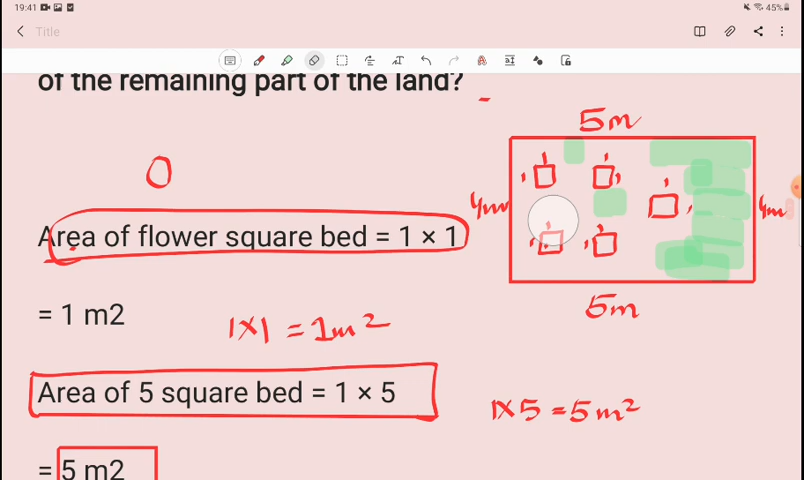 19:41
45%
Title
of the remaining part of the land?
5m
O
4m
4m
Area of flower square bed = 1 × 1
5m
= 1 m2
1×1 = 1m2
Area of 5 square bed = 1 × 5
1×5 = 5m2
= 5 m2